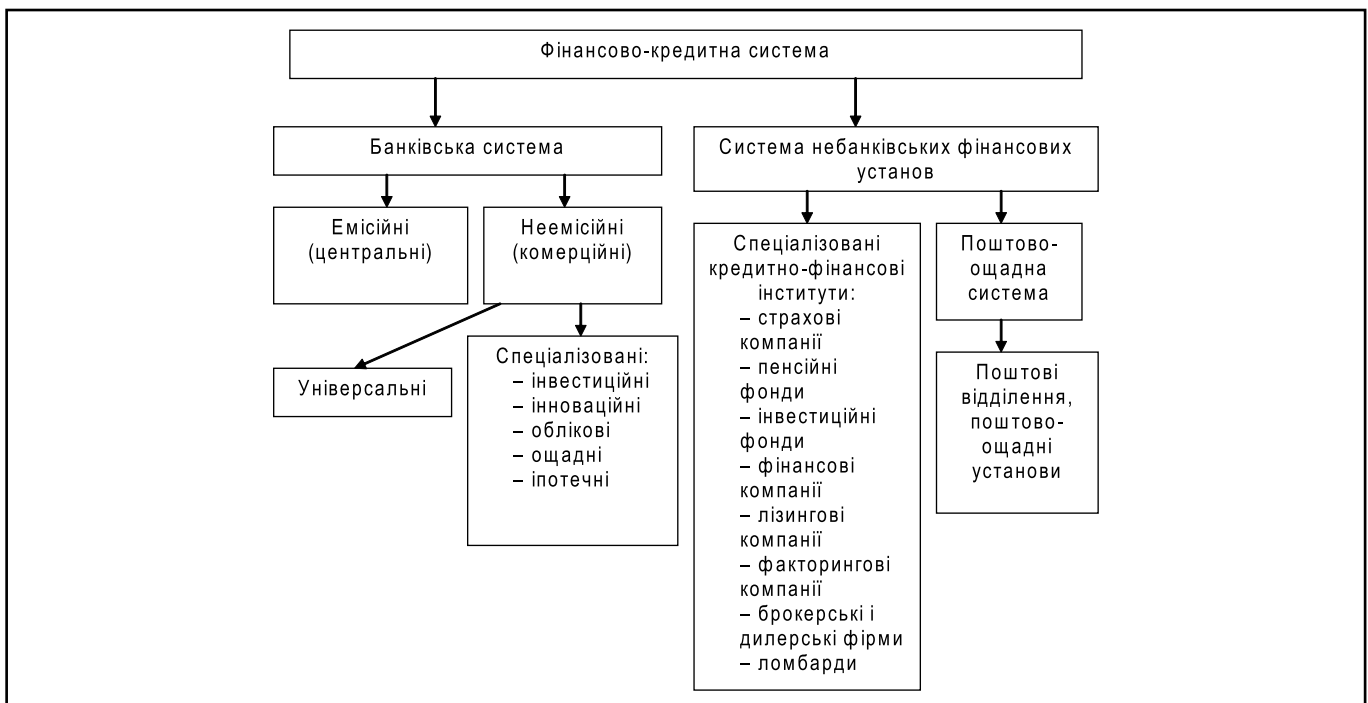 Фінансово-кредитна система
Банківська система
Система небанківських фінансових
установ
Емісійні
(центральні)
Неемісійні
(комерційні)
Універсальні
Спеціалізовані:
– інвестиційні
– інноваційні
– облікові
– ощадні
– іпотечні
Спеціалізовані
кредитно-фінансові
інститути:
– страхові
компанії
– пенсійні
фонди
– інвестиційні
фонди
– фінансові
компанії
– лізингові
компанії
– факторингові
компанії
– брокерські і
дилерські фірми
– ломбарди
Поштово-
ощадна
система
Поштові
відділення,
поштово-
ощадні
установи